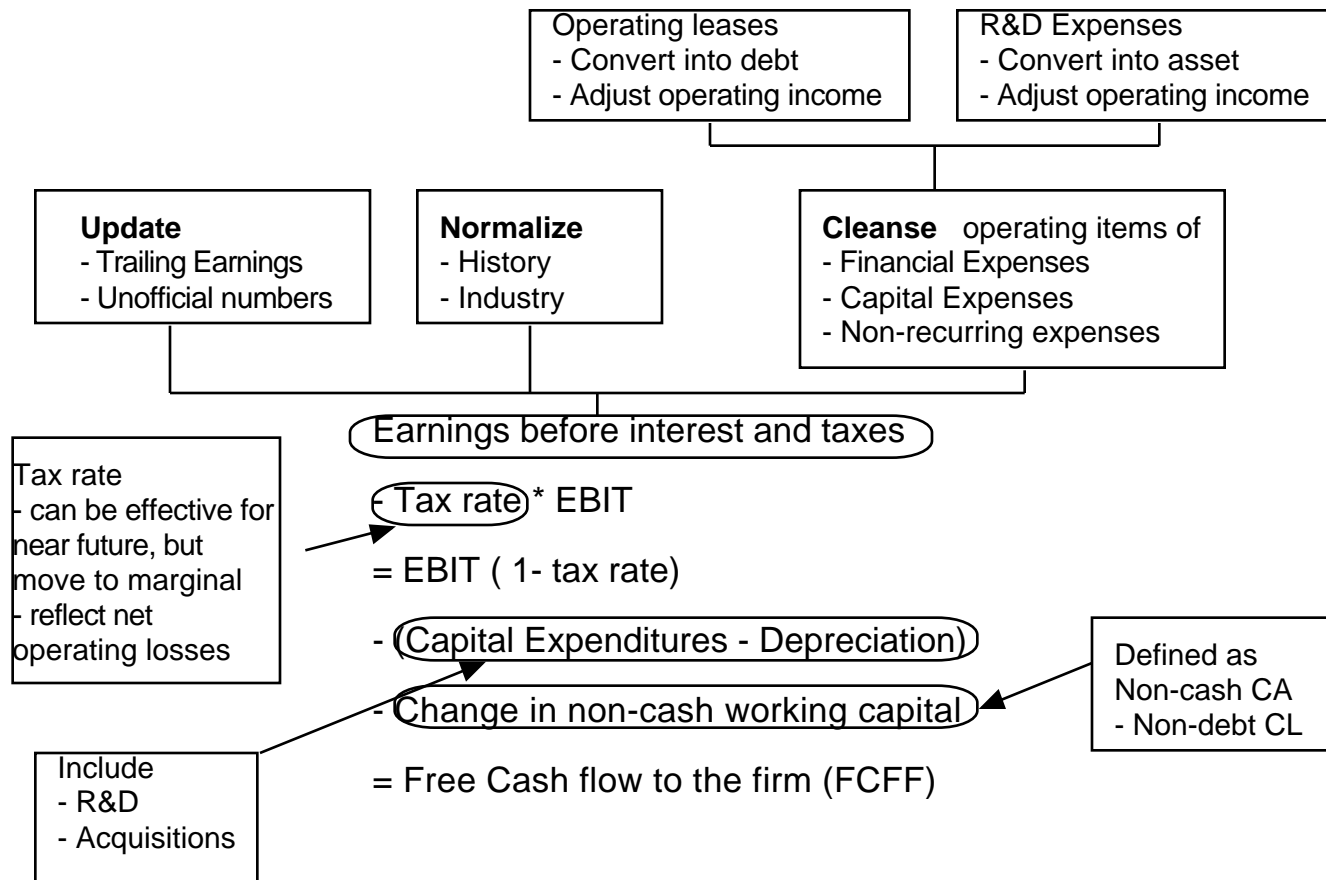 Operating leases
- Convert into debt
- Adjust operating income
R&D Expenses
- Convert into asset
- Adjust operating income
Update
- Trailing Earnings
- Unofficial numbers
Normalize
- History
- Industry
Cleanse operating items of
- Financial Expenses
- Capital Expenses
- Non-recurring expenses
Earnings before interest and taxes
Tax rate
- can be effective for
near future, but
move to marginal
- reflect net
operating losses
- Tax rate * EBIT
= EBIT ( 1- tax rate)
- (Capital Expenditures - Depreciation)
- Change in non-cash working capital
= Free Cash flow to the firm (FCFF)
Defined as
Non-cash CA
- Non-debt CL
Include
- R&D
- Acquisitions